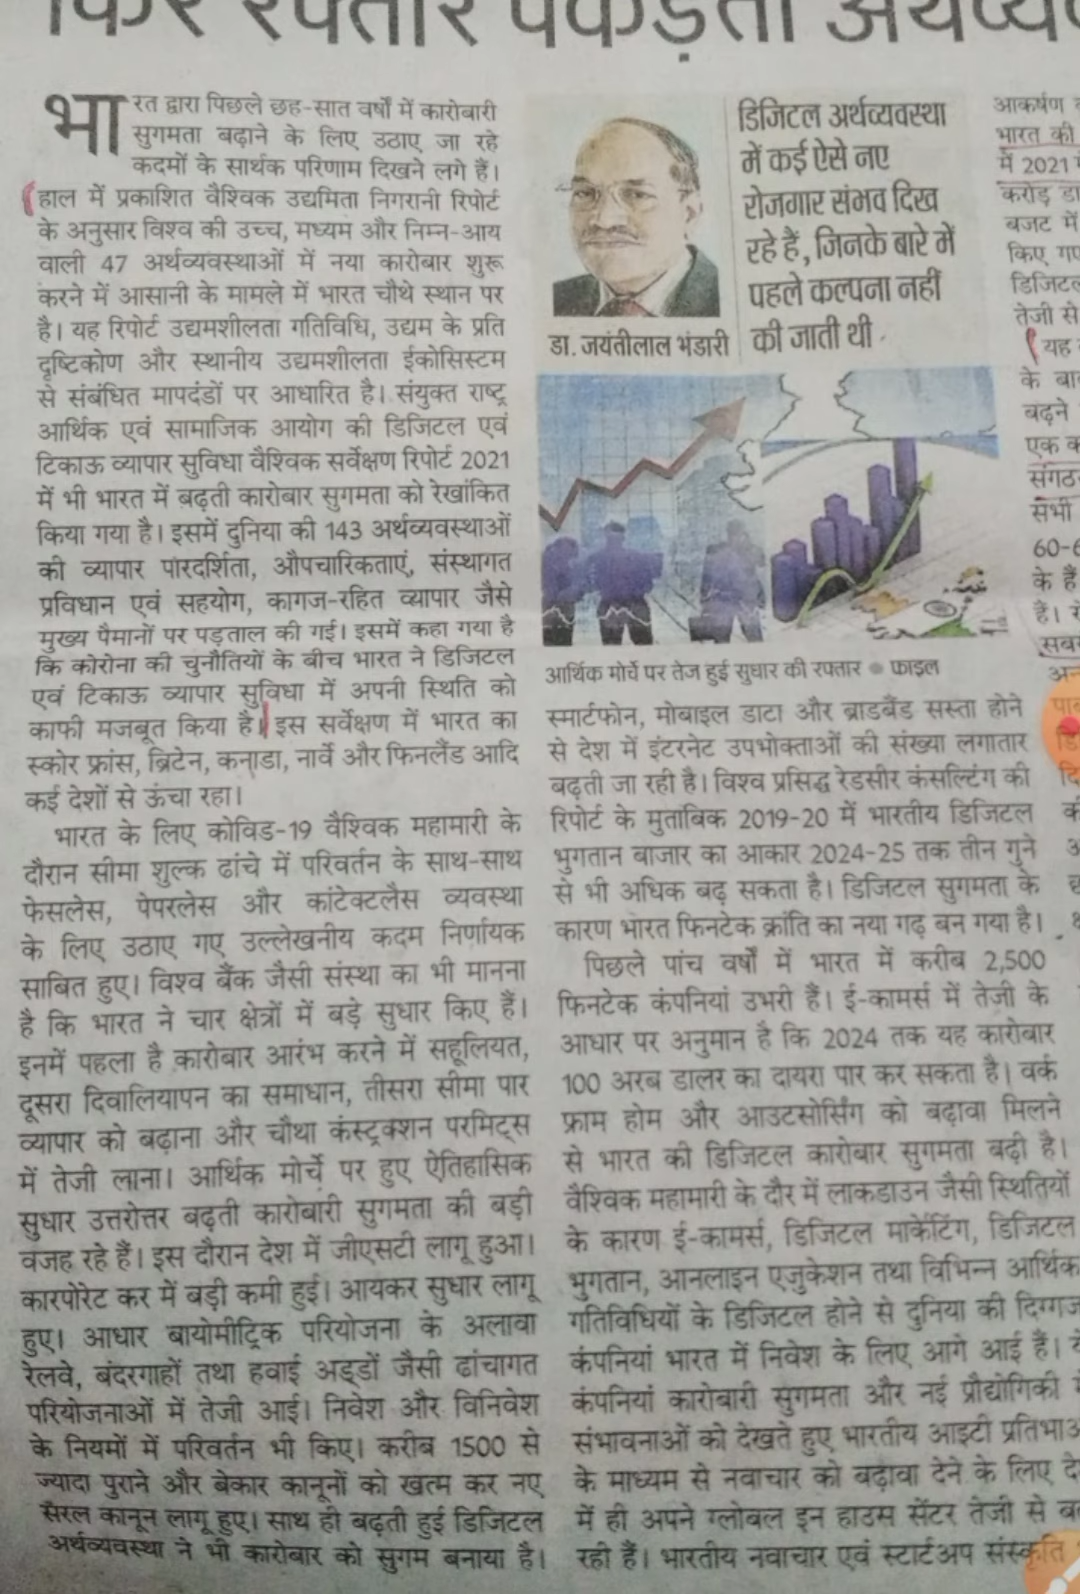 फिर रफ्तार पकड़ती
भारत द्वारा पिछले छह-सात वर्षों में कारोबारी
सुगमता बढ़ाने के लिए उठाए जा रहे
कदमों के सार्थक परिणाम दिखने लगे हैं।
हाल में प्रकाशित वैश्विक उद्यमिता निगरानी रिपोर्ट
के अनुसार विश्व की उच्च, मध्यम और निम्न-आय
वाली 47 अर्थव्यवस्थाओं में नया कारोबार शुरू
करने में आसानी के मामले में भारत चौथे स्थान पर
है। यह रिपोर्ट उद्यमशीलता गतिविधि, उद्यम के प्रति
दृष्टिकोण और स्थानीय उद्यमशीलता ईकोसिस्टम
से संबंधित मापदंडों पर आधारित है। संयुक्त राष्ट्र
आर्थिक एवं सामाजिक आयोग की डिजिटल एवं
टिकाऊ व्यापार सुविधा वैश्विक सर्वेक्षण रिपोर्ट 2021
में भी भारत में बढ़ती कारोबार सुगमता को रेखांकित
किया गया है। इसमें दुनिया की 143 अर्थव्यवस्थाओं
की व्यापार पारदर्शिता, औपचारिकताएं, संस्थागत
प्रविधान एवं सहयोग, कागज-रहित व्यापार जैसे
मुख्य पैमानों पर पड़ताल की गई। इसमें कहा गया है
कि कोरोना की चुनौतियों के बीच भारत ने डिजिटल
एवं टिकाऊ व्यापार सुविधा में अपनी स्थिति को
काफी मजबूत किया है। इस सर्वेक्षण में भारत का
स्कोर फ्रांस, ब्रिटेन, कनाडा, नार्वे और फिनलैंड आदि
कई देशों से ऊंचा रहा।
भारत के लिए कोविड-19 वैश्विक महामारी के
दौरान सीमा शुल्क ढांचे में परिवर्तन के साथ-साथ
फेसलेस, पेपरलेस और कांटेक्टलैस व्यवस्था
के लिए उठाए गए उल्लेखनीय कदम निर्णायक
साबित हुए। विश्व बैंक जैसी संस्था का भी मानना
है कि भारत ने चार क्षेत्रों में बड़े सुधार किए हैं।
इनमें पहला है कारोबार आरंभ करने में सहूलियत,
दूसरा दिवालियापन का समाधान, तीसरा सीमा पार
व्यापार को बढ़ाना और चौथा कंस्ट्रक्शन परमिट्स
में तेजी लाना। आर्थिक मोर्चे पर हुए ऐतिहासिक
सुधार उत्तरोत्तर बढ़ती कारोबारी सुगमता की बड़ी
वजह रहे हैं। इस दौरान देश में जीएसटी लागू हुआ।
कारपोरेट कर में बड़ी कमी हुई। आयकर सुधार लागू
हुए। आधार बायोमीट्रिक परियोजना के अलावा
रेलवे, बंदरगाहों तथा हवाई अड्डों जैसी ढांचागत
परियोजनाओं में तेजी आई। निवेश और विनिवेश
के नियमों में परिवर्तन भी किए। करीब 1500 से
ज्यादा पुराने और बेकार कानूनों को खत्म कर नए
सरल कानून लागू हुए। साथ ही बढ़ती हुई डिजिटल
अर्थव्यवस्था ने भी कारोबार को सुगम बनाया है।
डा. जयंतीलाल भंडारी
डिजिटल अर्थव्यवस्था
में कई ऐसे नए
रोजगार संभव दिख
रहे हैं, जिनके बारे में
पहले कल्पना नहीं
की जाती थी
आर्थिक मोर्चे पर तेज हुई सुधार की रफ्तार ● फाइल
स्मार्टफोन, मोबाइल डाटा और ब्राडबैंड सस्ता होने
से देश में इंटरनेट उपभोक्ताओं की संख्या लगातार
बढ़ती जा रही है। विश्व प्रसिद्ध रेडसीर कंसल्टिंग की
रिपोर्ट के मुताबिक 2019-20 में भारतीय डिजिटल
भुगतान बाजार का आकार 2024-25 तक तीन गुने
से भी अधिक बढ़ सकता है। डिजिटल सुगमता के
कारण भारत फिनटेक क्रांति का नया गढ़ बन गया है।
पिछले पांच वर्षों में भारत में करीब 2,500
फिनटेक कंपनियां उभरी हैं। ई-कामर्स में तेजी के
आधार पर अनुमान है कि 2024 तक यह कारोबार
100 अरब डालर का दायरा पार कर सकता है। वर्क
फ्राम होम और आउटसोर्सिंग को बढ़ावा मिलने
से भारत की डिजिटल कारोबार सुगमता बढ़ी है।
वैश्विक महामारी के दौर में लाकडाउन जैसी स्थितियों
के कारण ई-कामर्स, डिजिटल मार्केटिंग, डिजिटल
भुगतान, आनलाइन एजुकेशन तथा विभिन्न आर्थिक
गतिविधियों के डिजिटल होने से दुनिया की दिग्गज
कंपनियां भारत में निवेश के लिए आगे आई हैं।
कंपनियां कारोबारी सुगमता और नई प्रौद्योगिकी
संभावनाओं को देखते हुए भारतीय आइटी
के माध्यम से नवाचार को बढ़ावा देने के लिए
में ही अपने ग्लोबल इन हाउस सेंटर तेजी से
रही हैं। भारतीय नवाचार एवं स्टार्टअप संस्कृति
आकर्षण
भारत की
में 2021
करोड़
बजट में
किए
डिजिटल
तेजी से
यह
के
बढ़ने
एक
सभी
के हैं
हैं।